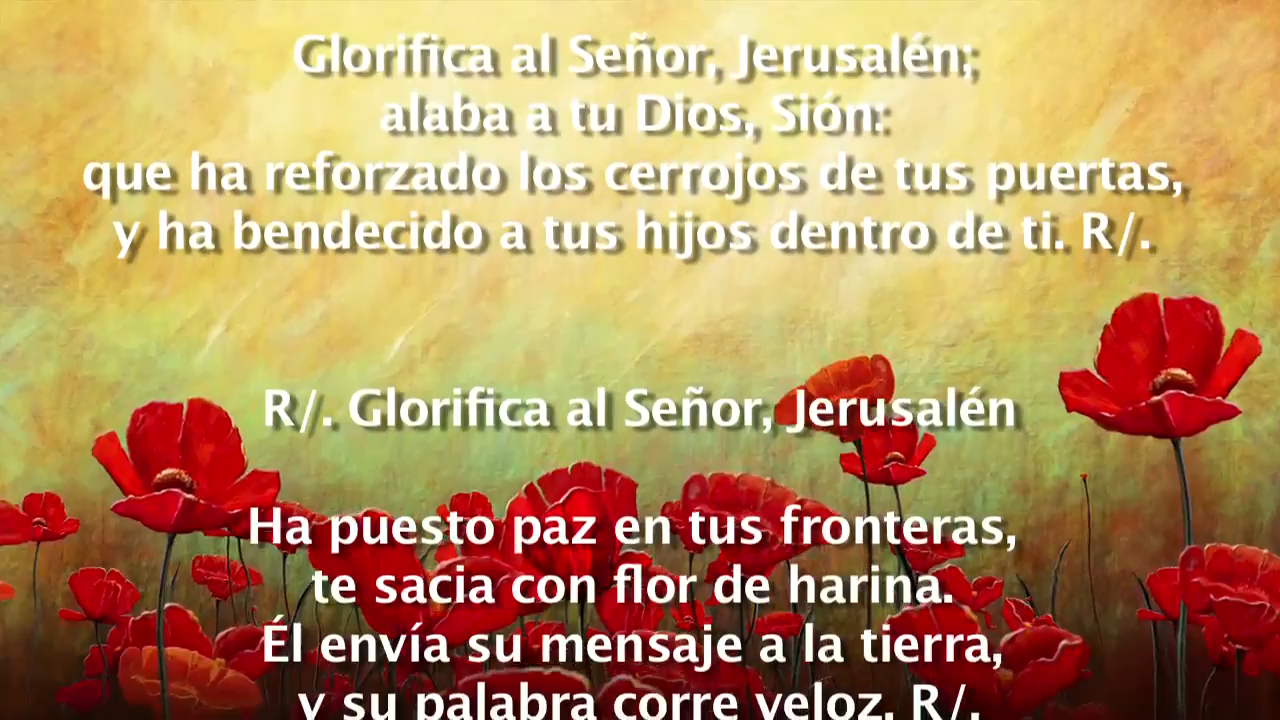 Glorifica al Señor, Jerusalén;
alaba a tu Dios, Sión:
que ha reforzado los cerrojos de tus puertas,
y ha bendecido a tus hijos dentro de ti. R/.
R/. Glorifica al Señor, Jerusalén
Ha puesto paz en tus fronteras,
te sacia con flor de harina.
Él envía su mensaje a la tierra,
y su palabra corre veloz. R/.